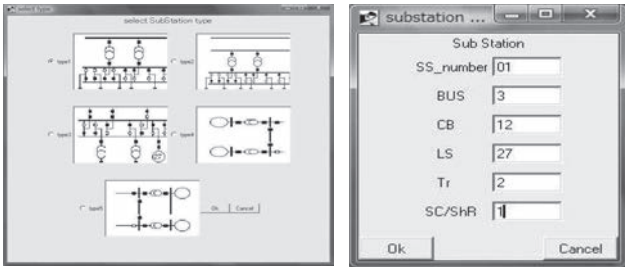 select type
select SubStation type
type1
type2
type3
type4
type5
Ok
Cancel
substation ...
Sub Station
SS_number 01
BUS 3
CB 12
LS 27
Tr 2
SC/ShR 1
Ok
Cancel